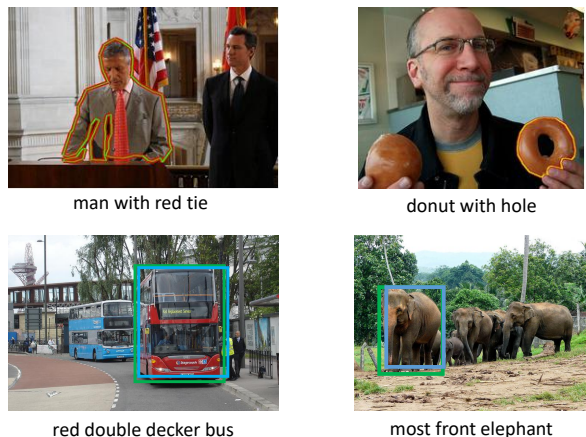 man with red tie
donut with hole
red double decker bus
most front elephant